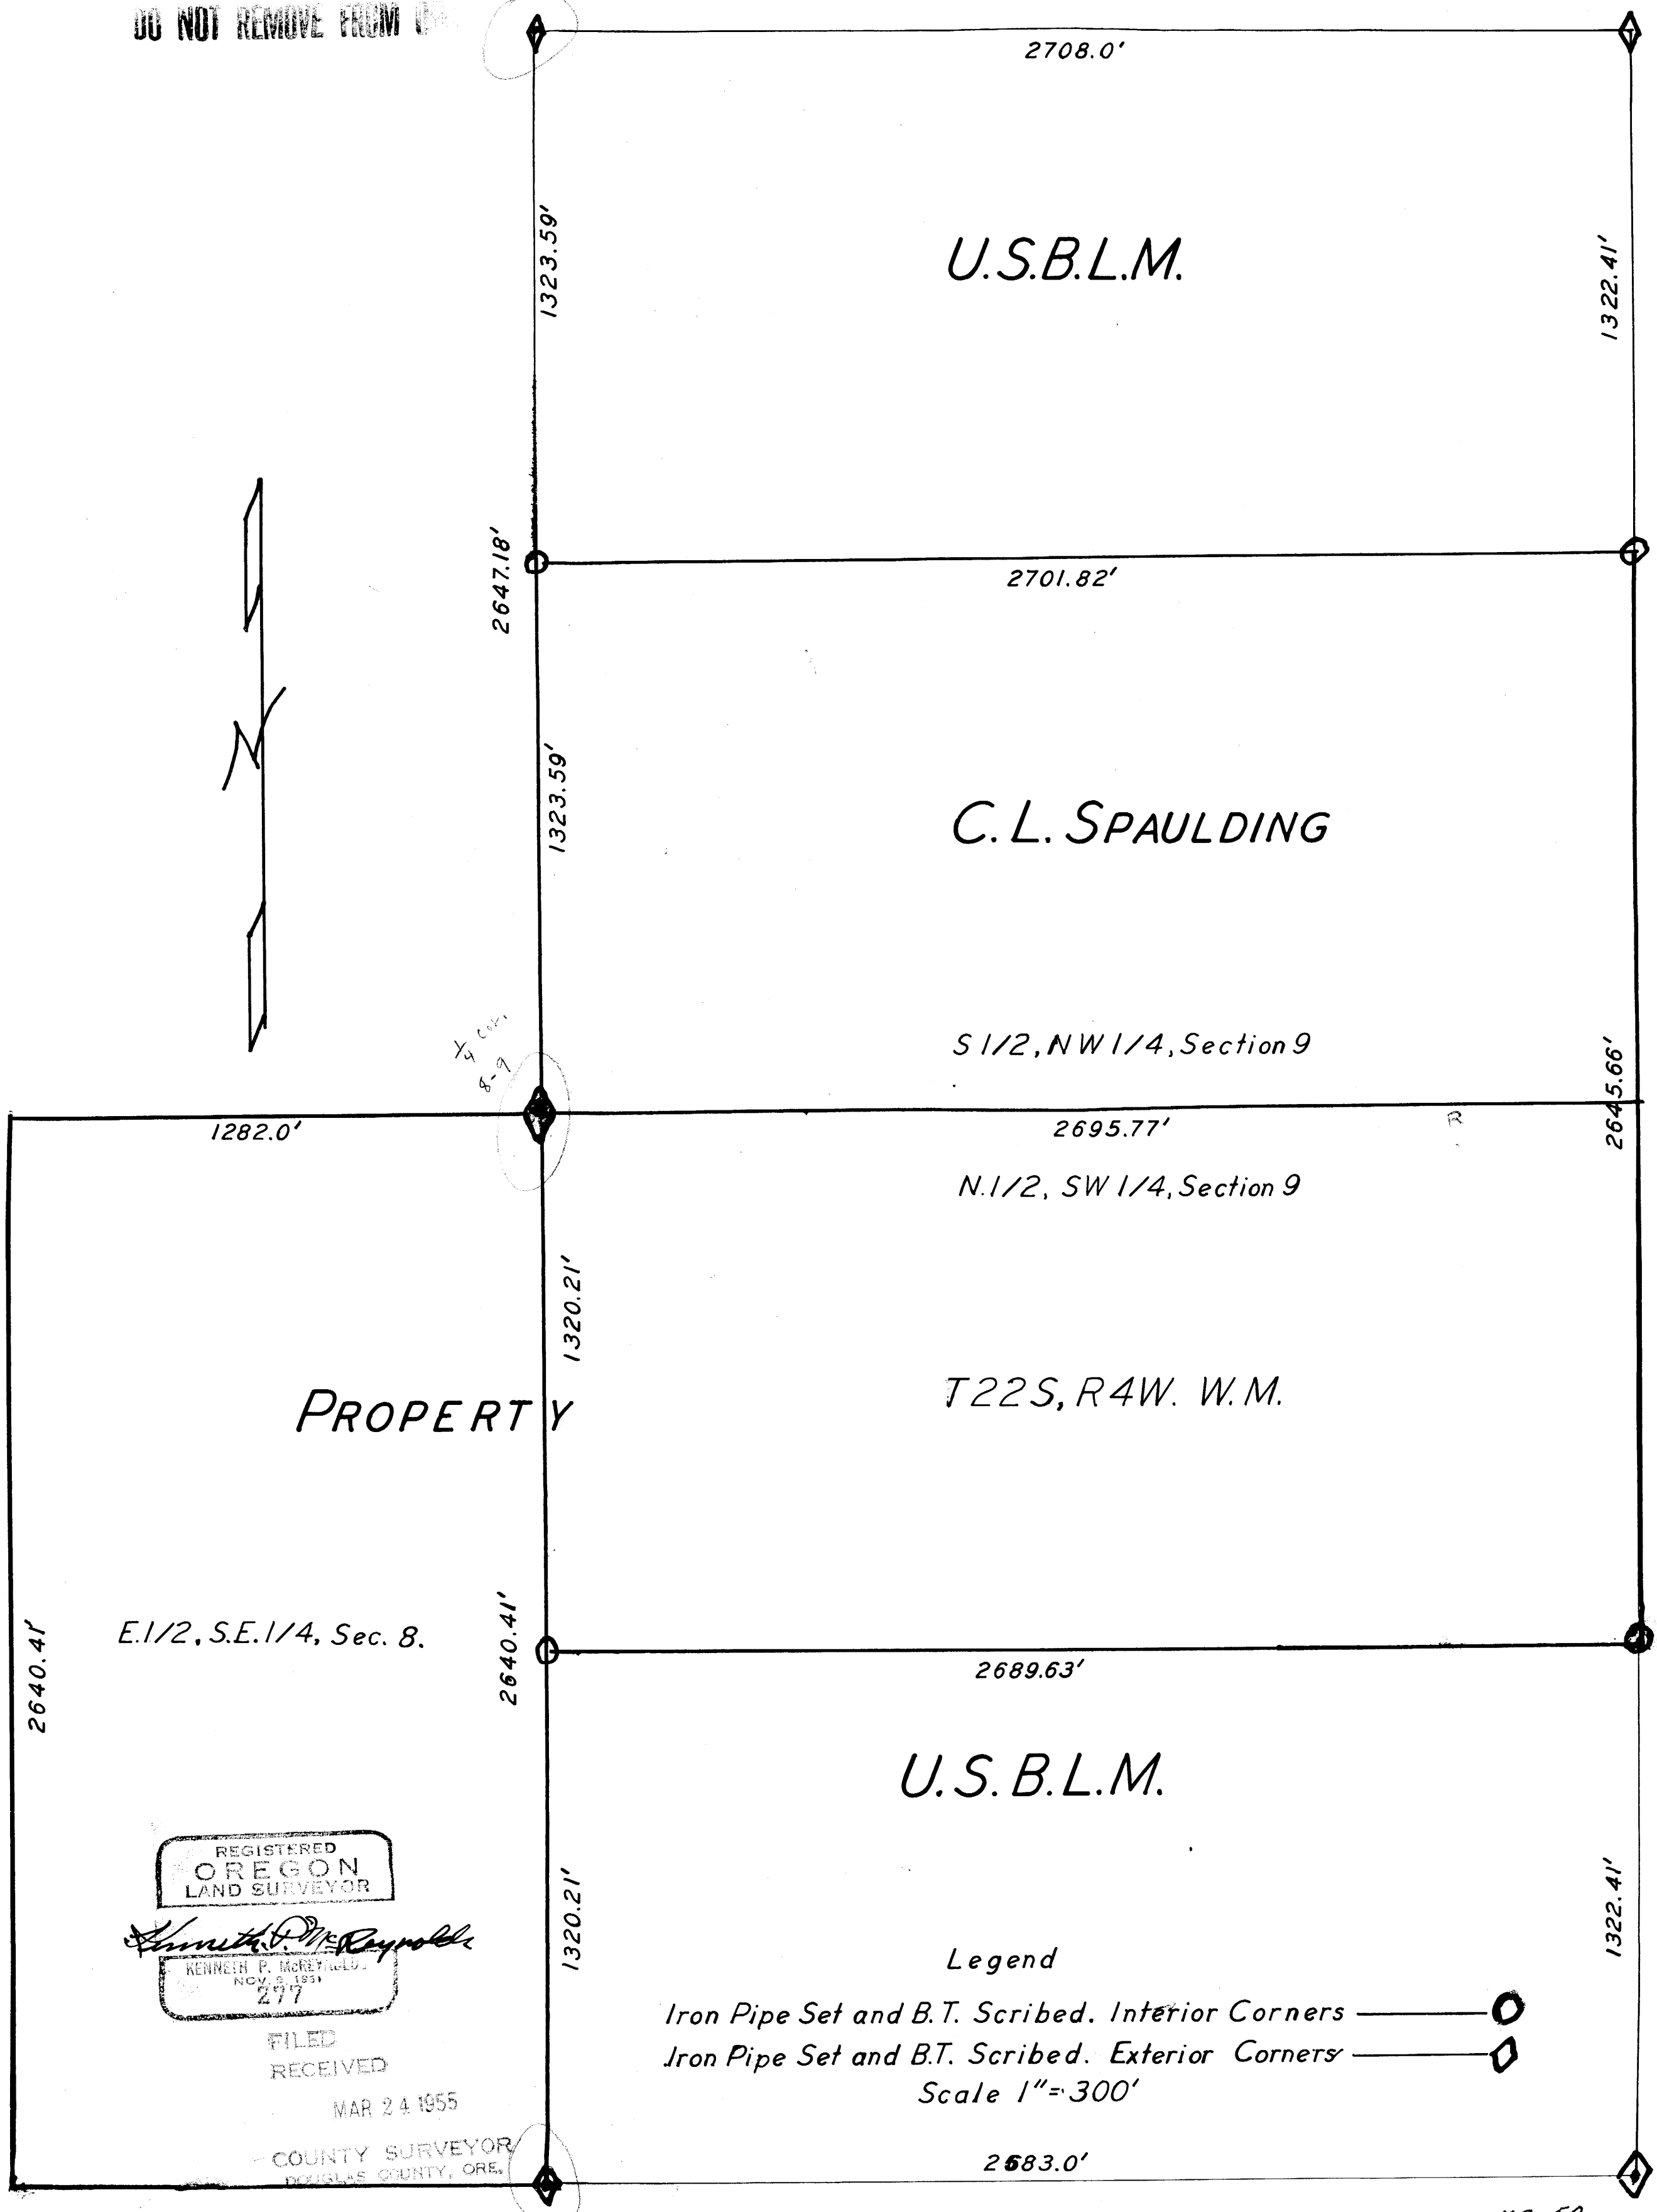 DO NOT REMOVE FROM
2708.0'
1323.59'
U.S.B.L.M.
1322.41'
2647.18'
2701.82'
1323.59'
C. L. SPAULDING
1/4 cor.
8-9
S 1/2, NW 1/4, Section 9
2645.66'
N
1282.0'
2695.77'
R
N.1/2, SW 1/4, Section 9
1320.21'
PROPERTY
T22S, R4W. W.M.
E.1/2, S.E.1/4, Sec. 8.
2640.41'
2640.41'
2689.63'
U.S.B.L.M.
REGISTERED
OREGON
LAND SURVEYOR
Kenneth P. McReynolds
KENNETH P. McREYNOLDS
NOV. 9, 1951
277
1320.21'
1322.41'
Legend
Iron Pipe Set and B.T. Scribed. Interior Corners
Iron Pipe Set and B.T. Scribed. Exterior Corners
Scale 1"=300'
FILED
RECEIVED
MAR 24 1955
COUNTY SURVEYOR
DOUGLAS COUNTY, ORE.
2683.0'